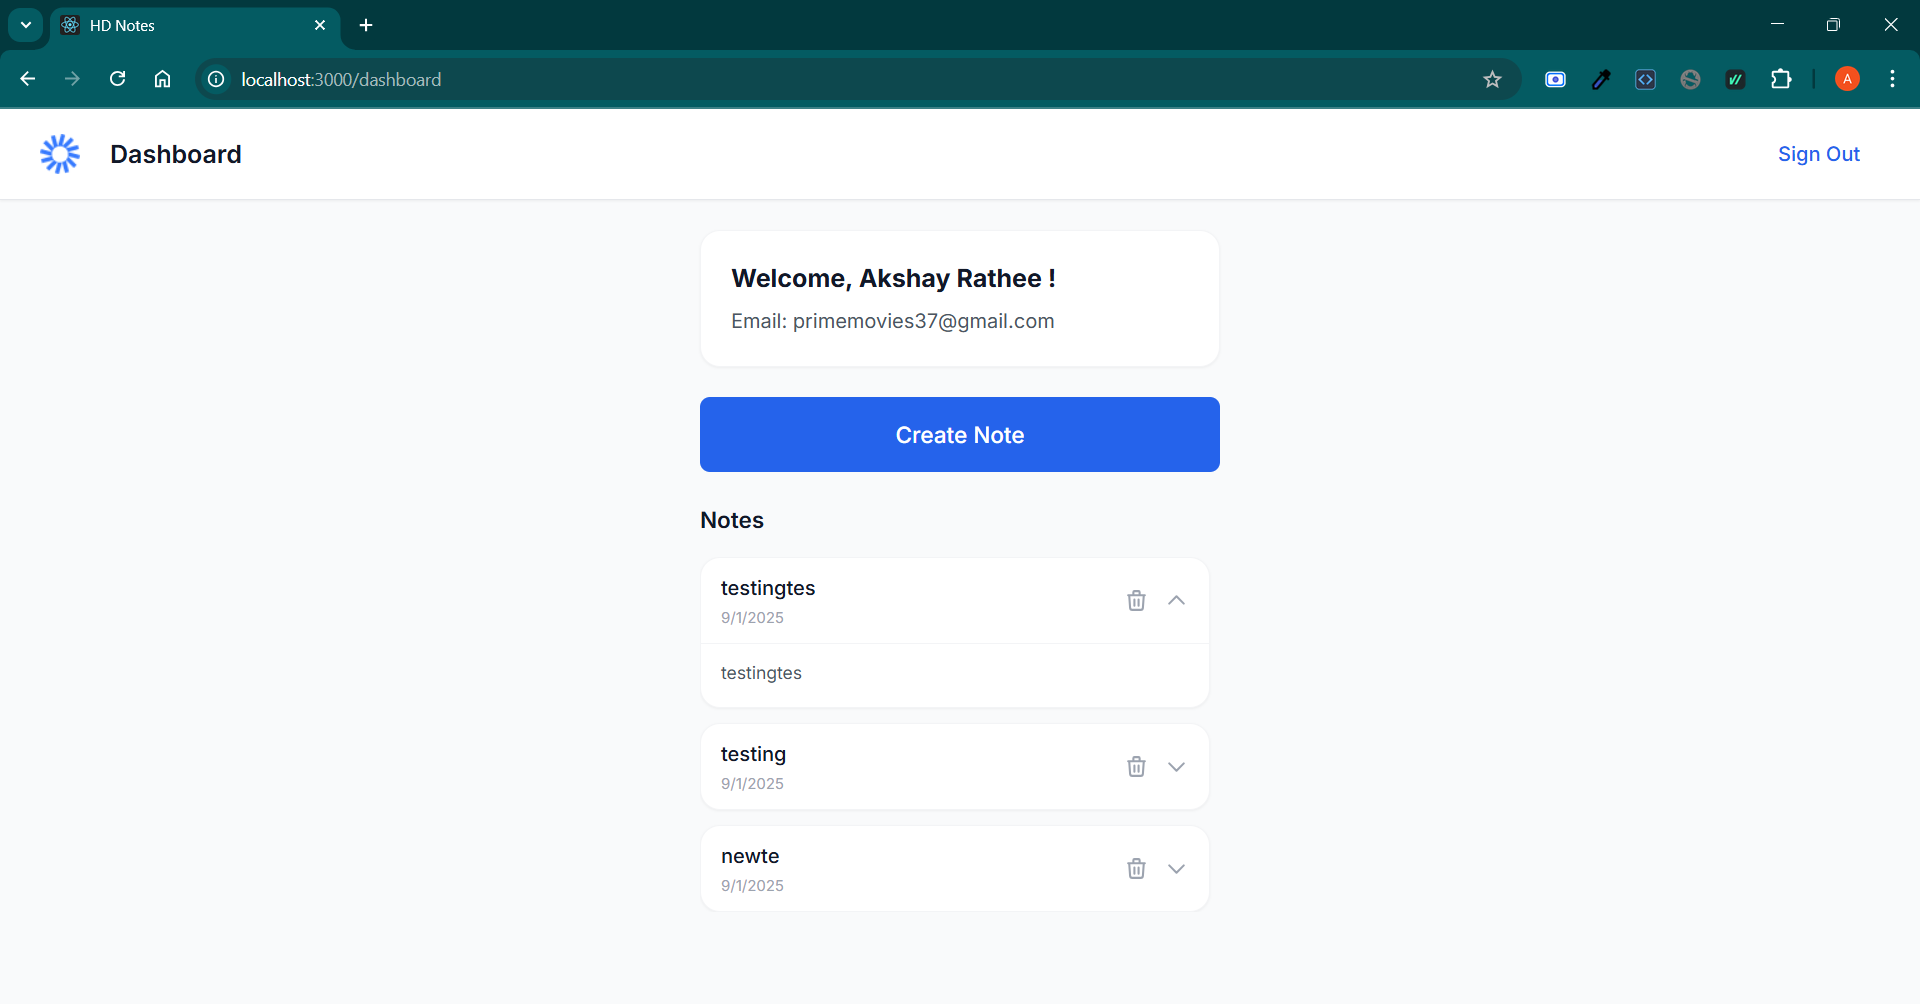 HD Notes
localhost:3000/dashboard
A
Dashboard
Sign Out
Welcome, Akshay Rathee !
Email: primemovies37@gmail.com
Create Note
Notes
testingtes
9/1/2025
testingtes
testing
9/1/2025
newte
9/1/2025